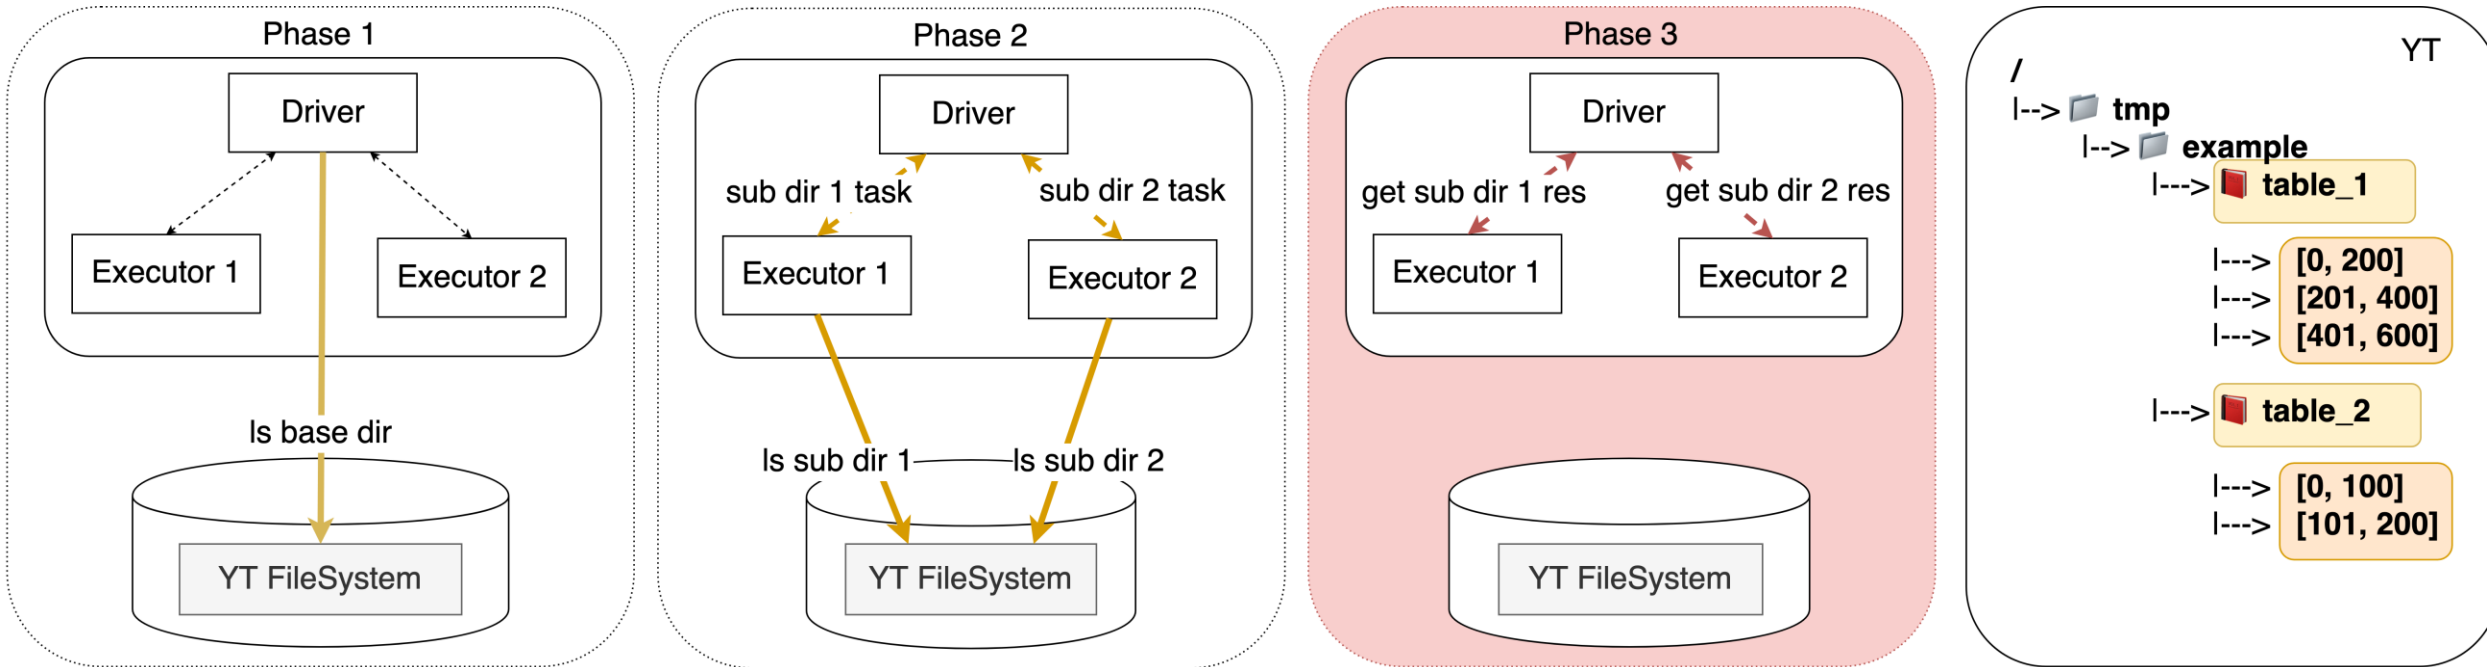 Phase 1
Driver
Executor 1
Executor 2
ls base dir
YT FileSystem
Phase 2
Driver
sub dir 1 task
sub dir 2 task
Executor 1
Executor 2
ls sub dir 1
ls sub dir 2
YT FileSystem
Phase 3
Driver
get sub dir 1 res
get sub dir 2 res
Executor 1
Executor 2
YT FileSystem
YT
/
|--> tmp
|--> example
|---> table_1
|---> [0, 200]
|---> [201, 400]
|---> [401, 600]
|---> table_2
|---> [0, 100]
|---> [101, 200]